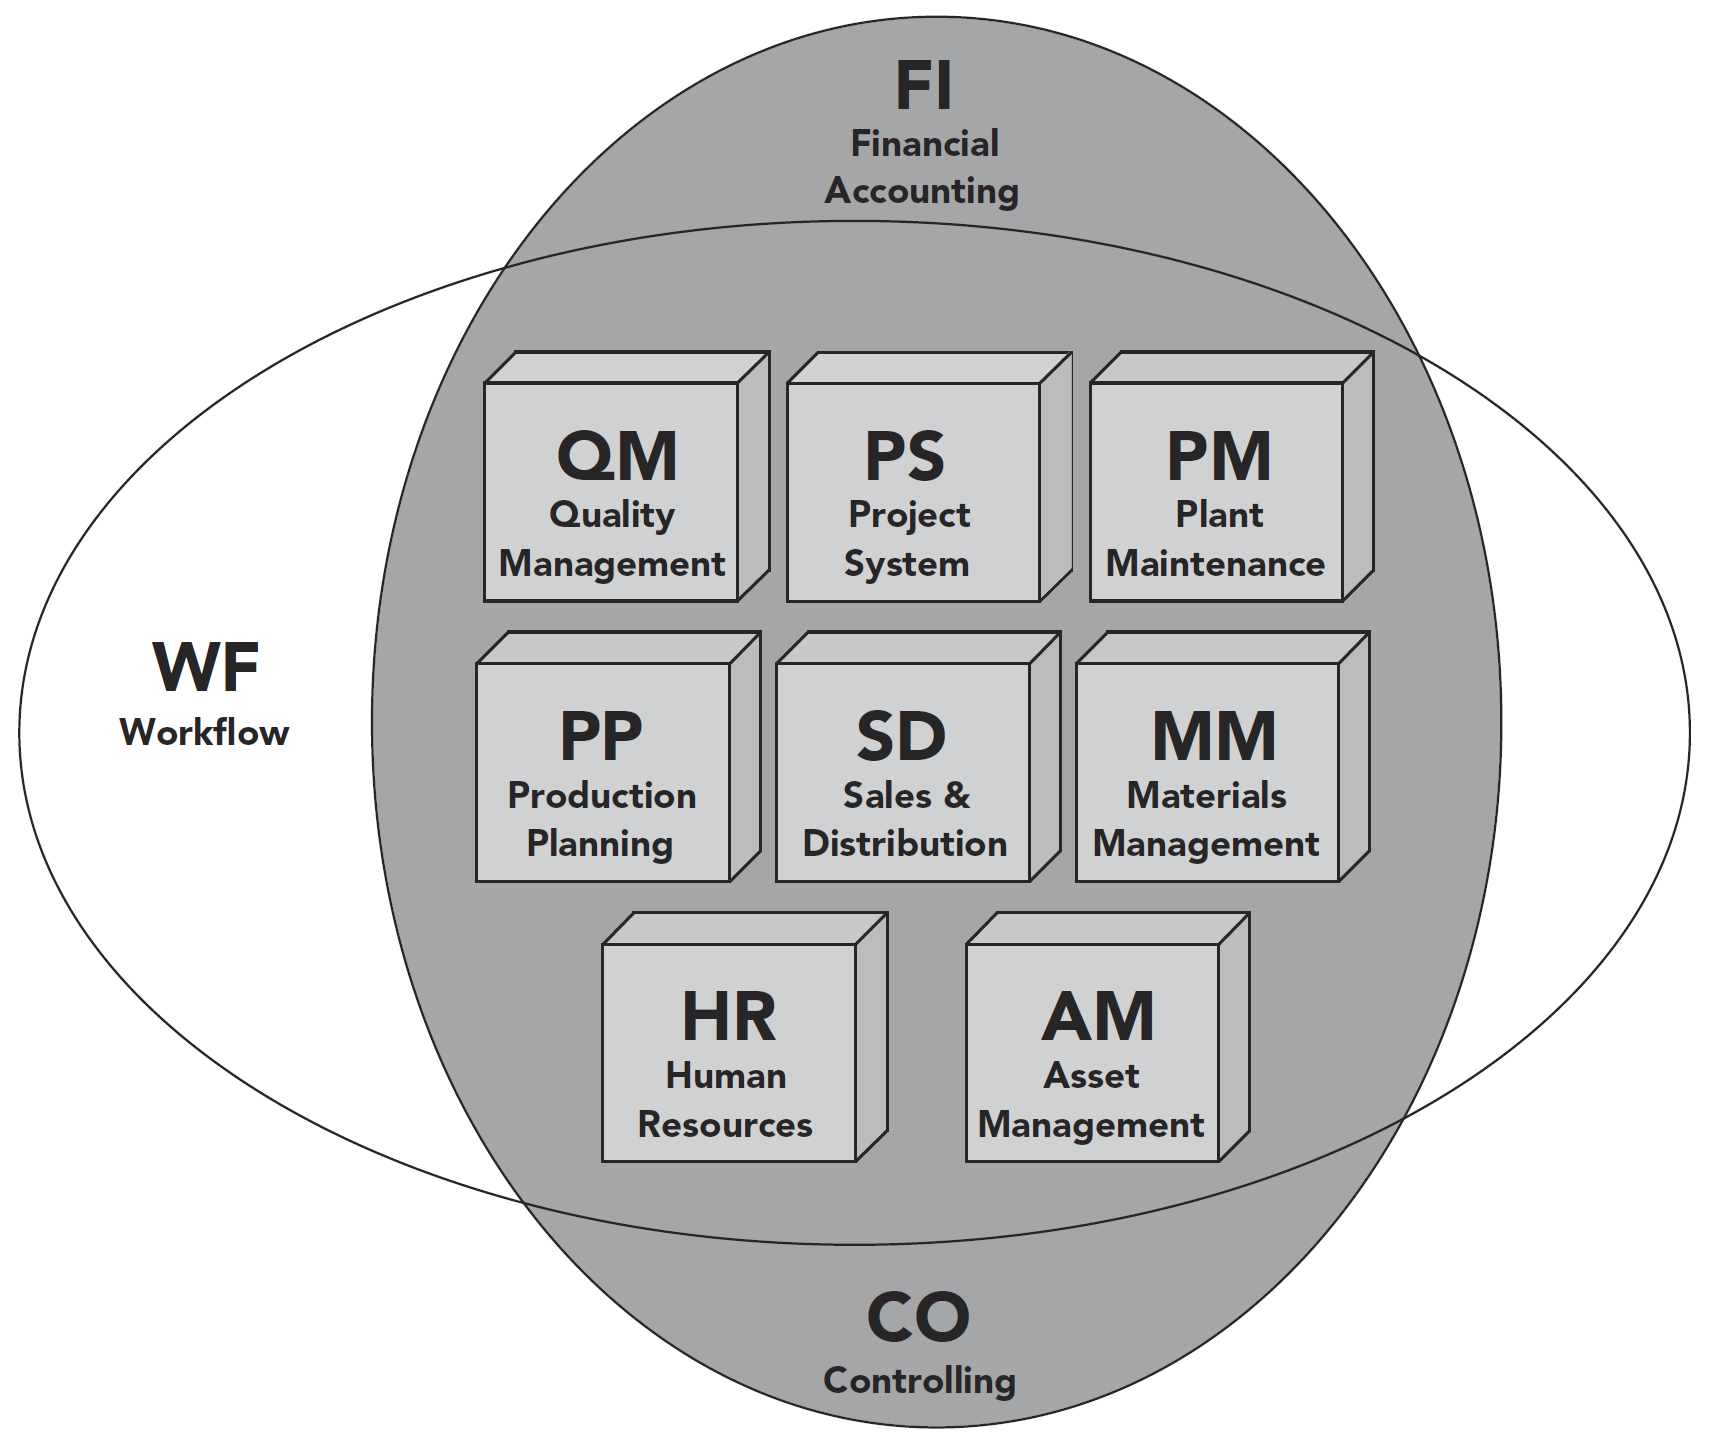 FI
Financial
Accounting
QM
Quality
Management
PS
Project
System
PM
Plant
Maintenance
WF
Workflow
PP
Production
Planning
SD
Sales &
Distribution
MM
Materials
Management
HR
Human
Resources
AM
Asset
Management
CO
Controlling